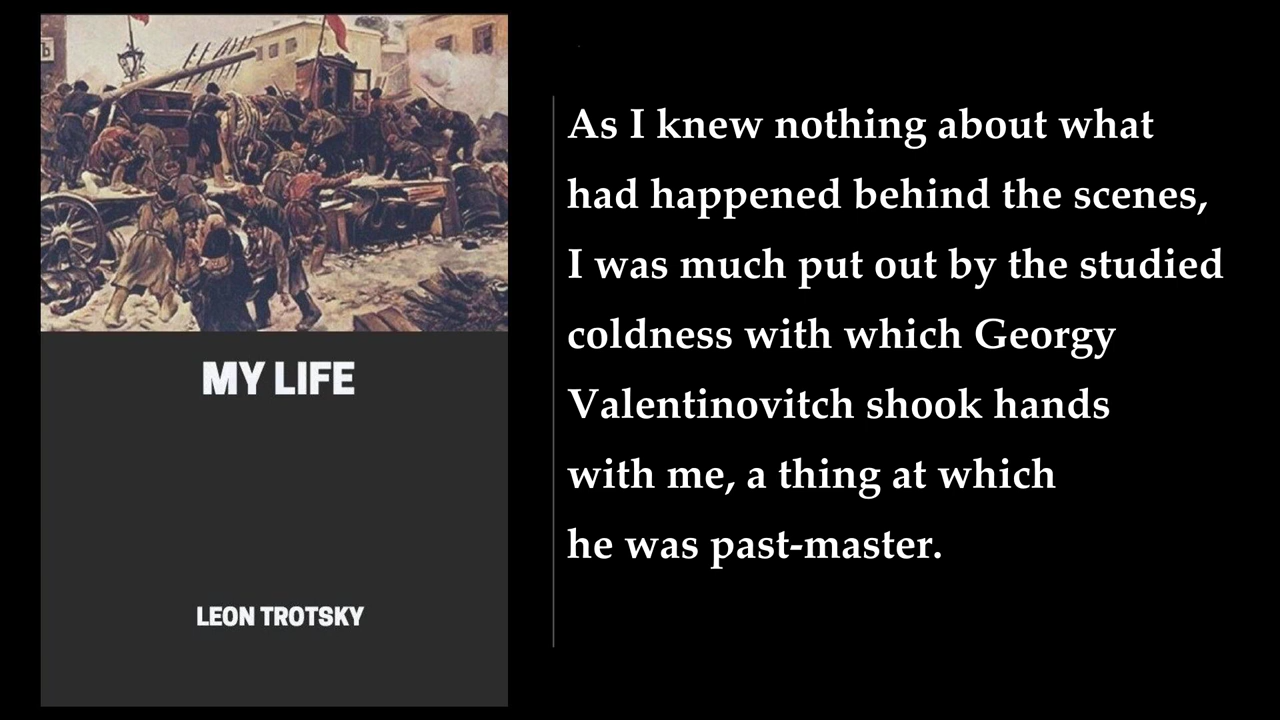 MY LIFE
LEON TROTSKY
As I knew nothing about what
had happened behind the scenes,
I was much put out by the studied
coldness with which Georgy
Valentinovitch shook hands
with me, a thing at which
he was past-master.